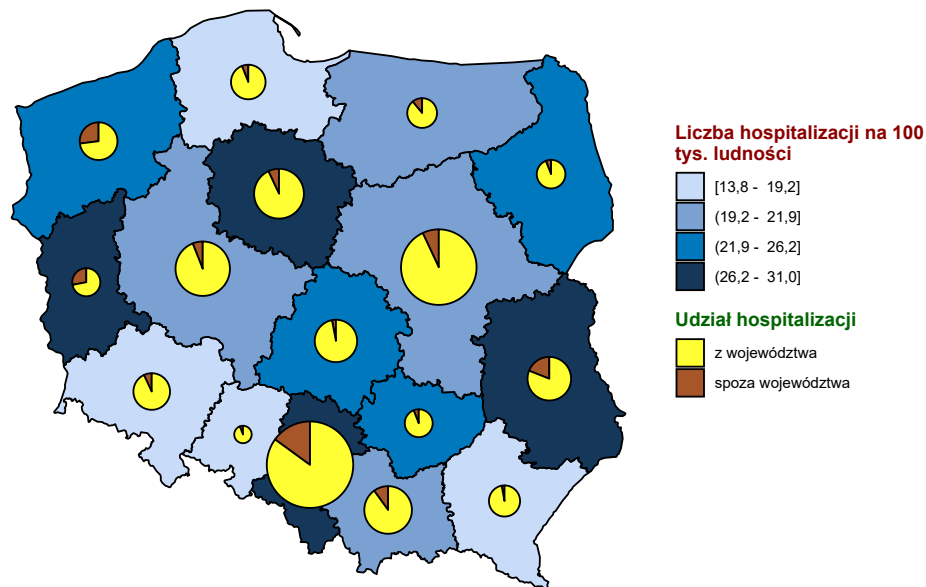 Liczba hospitalizacji na 100
tys. ludności
[13,8 - 19,2]
(19,2 - 21,9]
(21,9 - 26,2]
(26,2 - 31,0]
Udział hospitalizacji
z województwa
spoza województwa